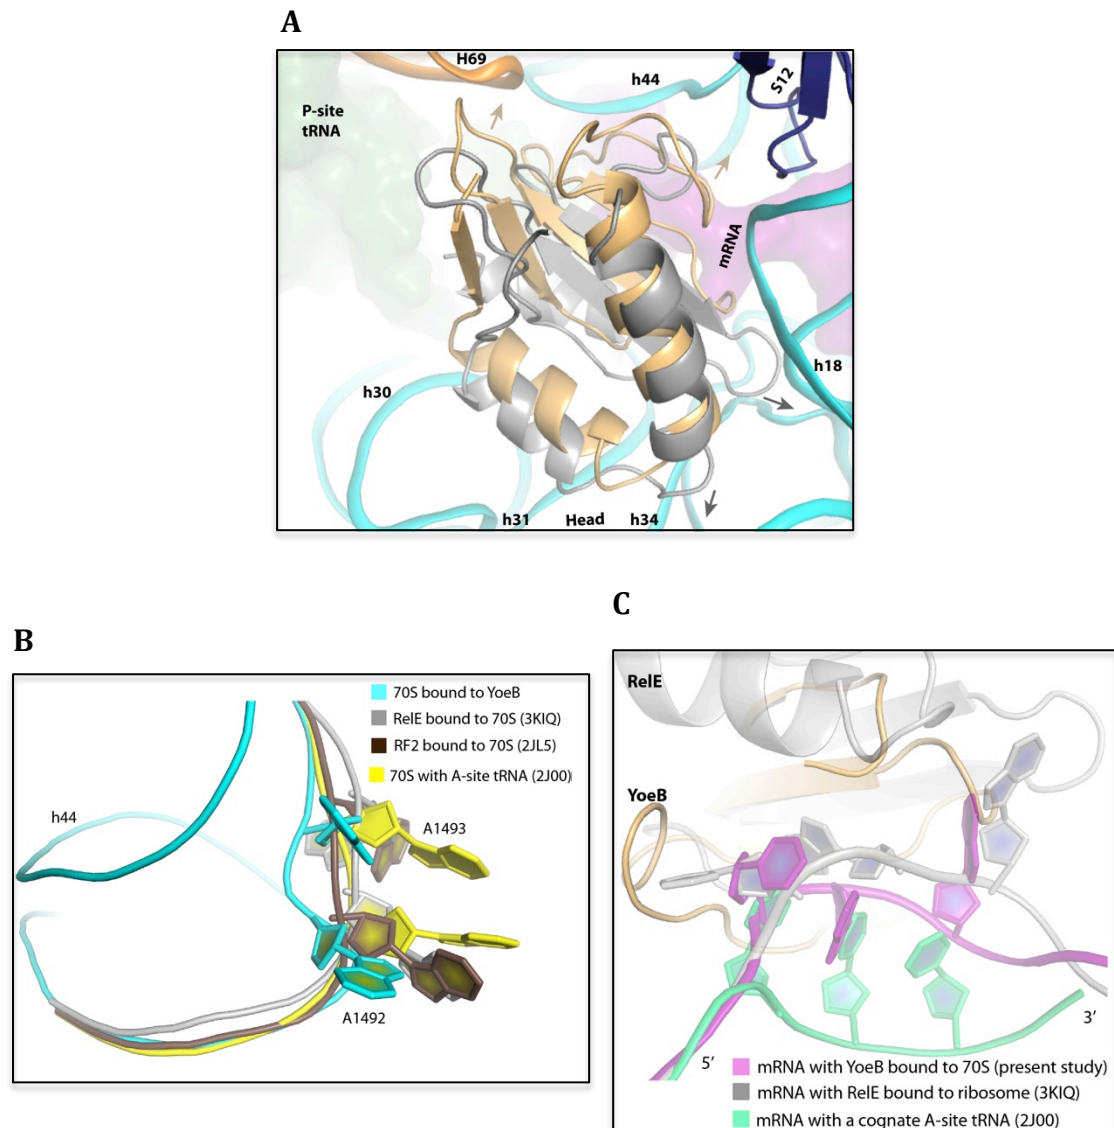 A
H69
h44
S12
P-site
tRNA
mRNA
h18
h30
h31
Head
h34
B
70S bound to YoeB
RelE bound to 70S (3KIQ)
RF2 bound to 70S (2JL5)
70S with A-site tRNA (2J00)
h44
A1493
A1492
C
RelE
YoeB
3′
5′
mRNA with YoeB bound to 70S (present study)
mRNA with RelE bound to ribosome (3KIQ)
mRNA with a cognate A-site tRNA (2J00)